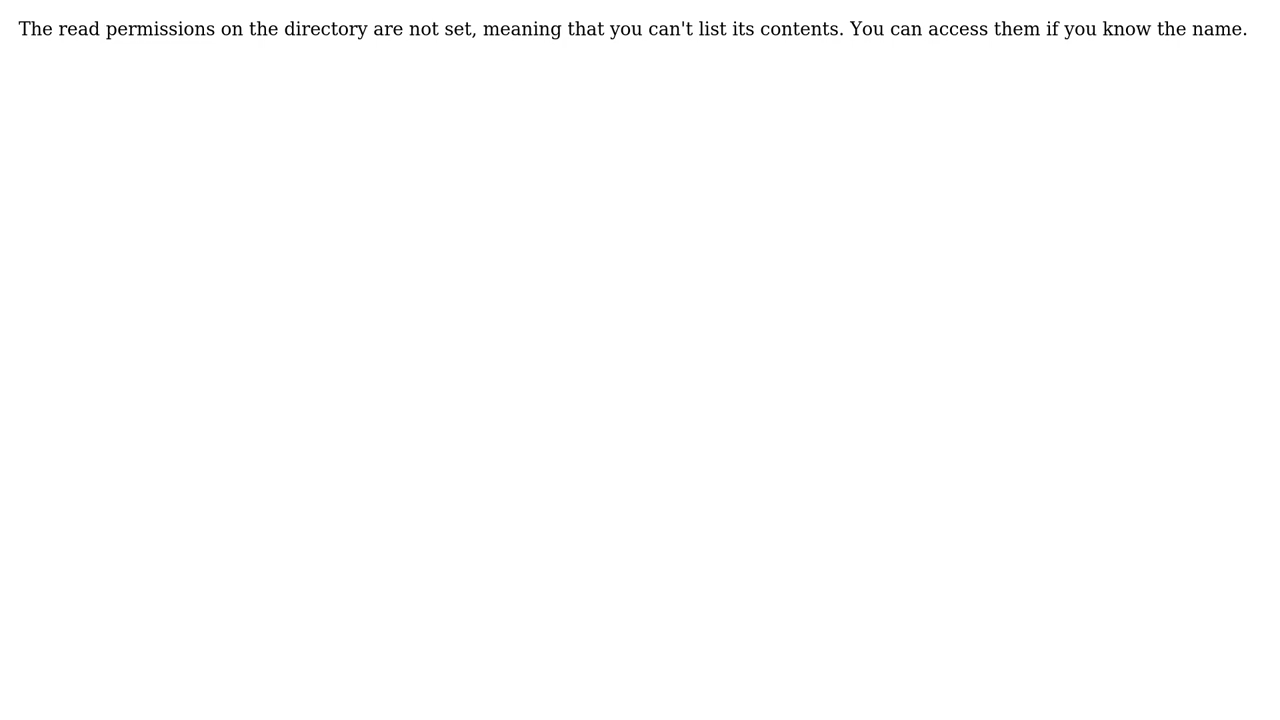 The read permissions on the directory are not set, meaning that you can't list its contents. You can access them if you know the name.